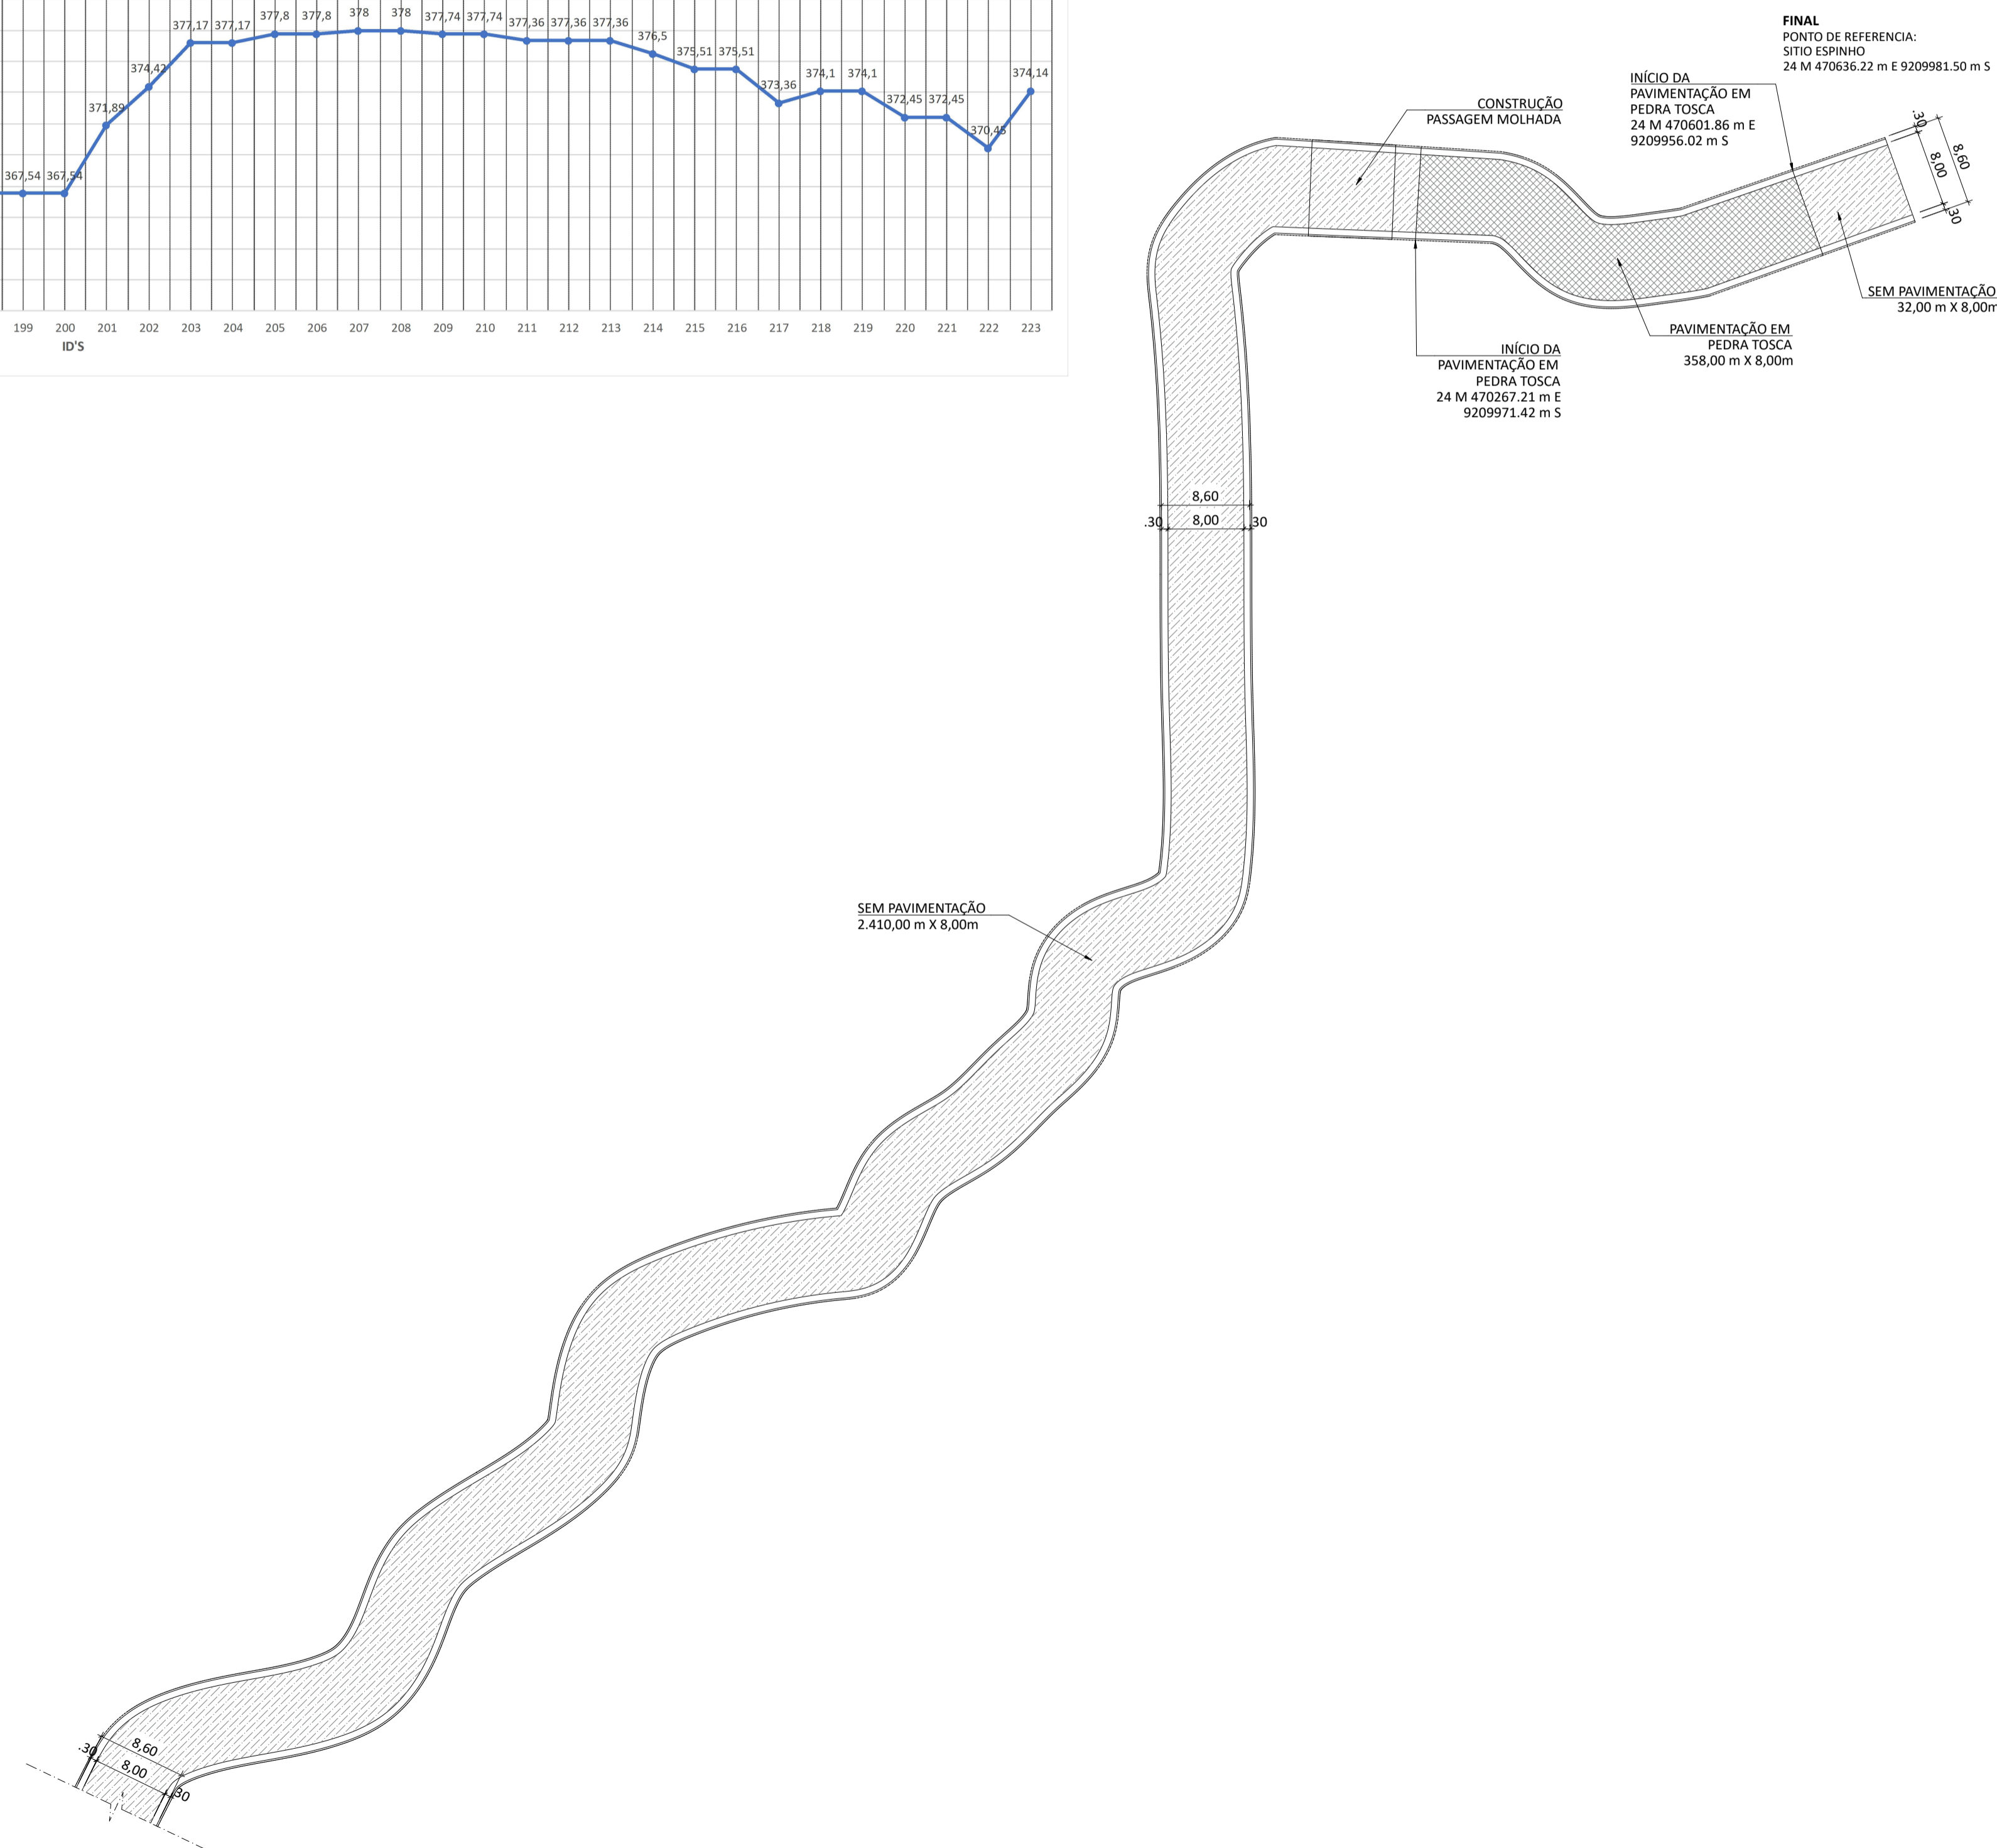 377,17
377,17
377,8
377,8
378
378
377,74
377,74
377,36
377,36
377,36
376,5
375,51
375,51
373,36
374,1
374,1
372,45
372,45
370,45
374,14
374,42
371,89
367,54
367,54
199 200 201 202 203 204 205 206 207 208 209 210 211 212 213 214 215 216 217 218 219 220 221 222 223
ID'S
FINAL
PONTO DE REFERENCIA:
SITIO ESPINHO
24 M 470636.22 m E 9209981.50 m S
INÍCIO DA
PAVIMENTAÇÃO EM
PEDRA TOSCA
24 M 470601.86 m E
9209956.02 m S
CONSTRUÇÃO
PASSAGEM MOLHADA
.30
8,00
8,60
.30
SEM PAVIMENTAÇÃO
32,00 m X 8,00m
PAVIMENTAÇÃO EM
PEDRA TOSCA
358,00 m X 8,00m
INÍCIO DA
PAVIMENTAÇÃO EM
PEDRA TOSCA
24 M 470267.21 m E
9209971.42 m S
8,60
.30
8,00
.30
SEM PAVIMENTAÇÃO
2.410,00 m X 8,00m
8,60
.30
8,00
.30